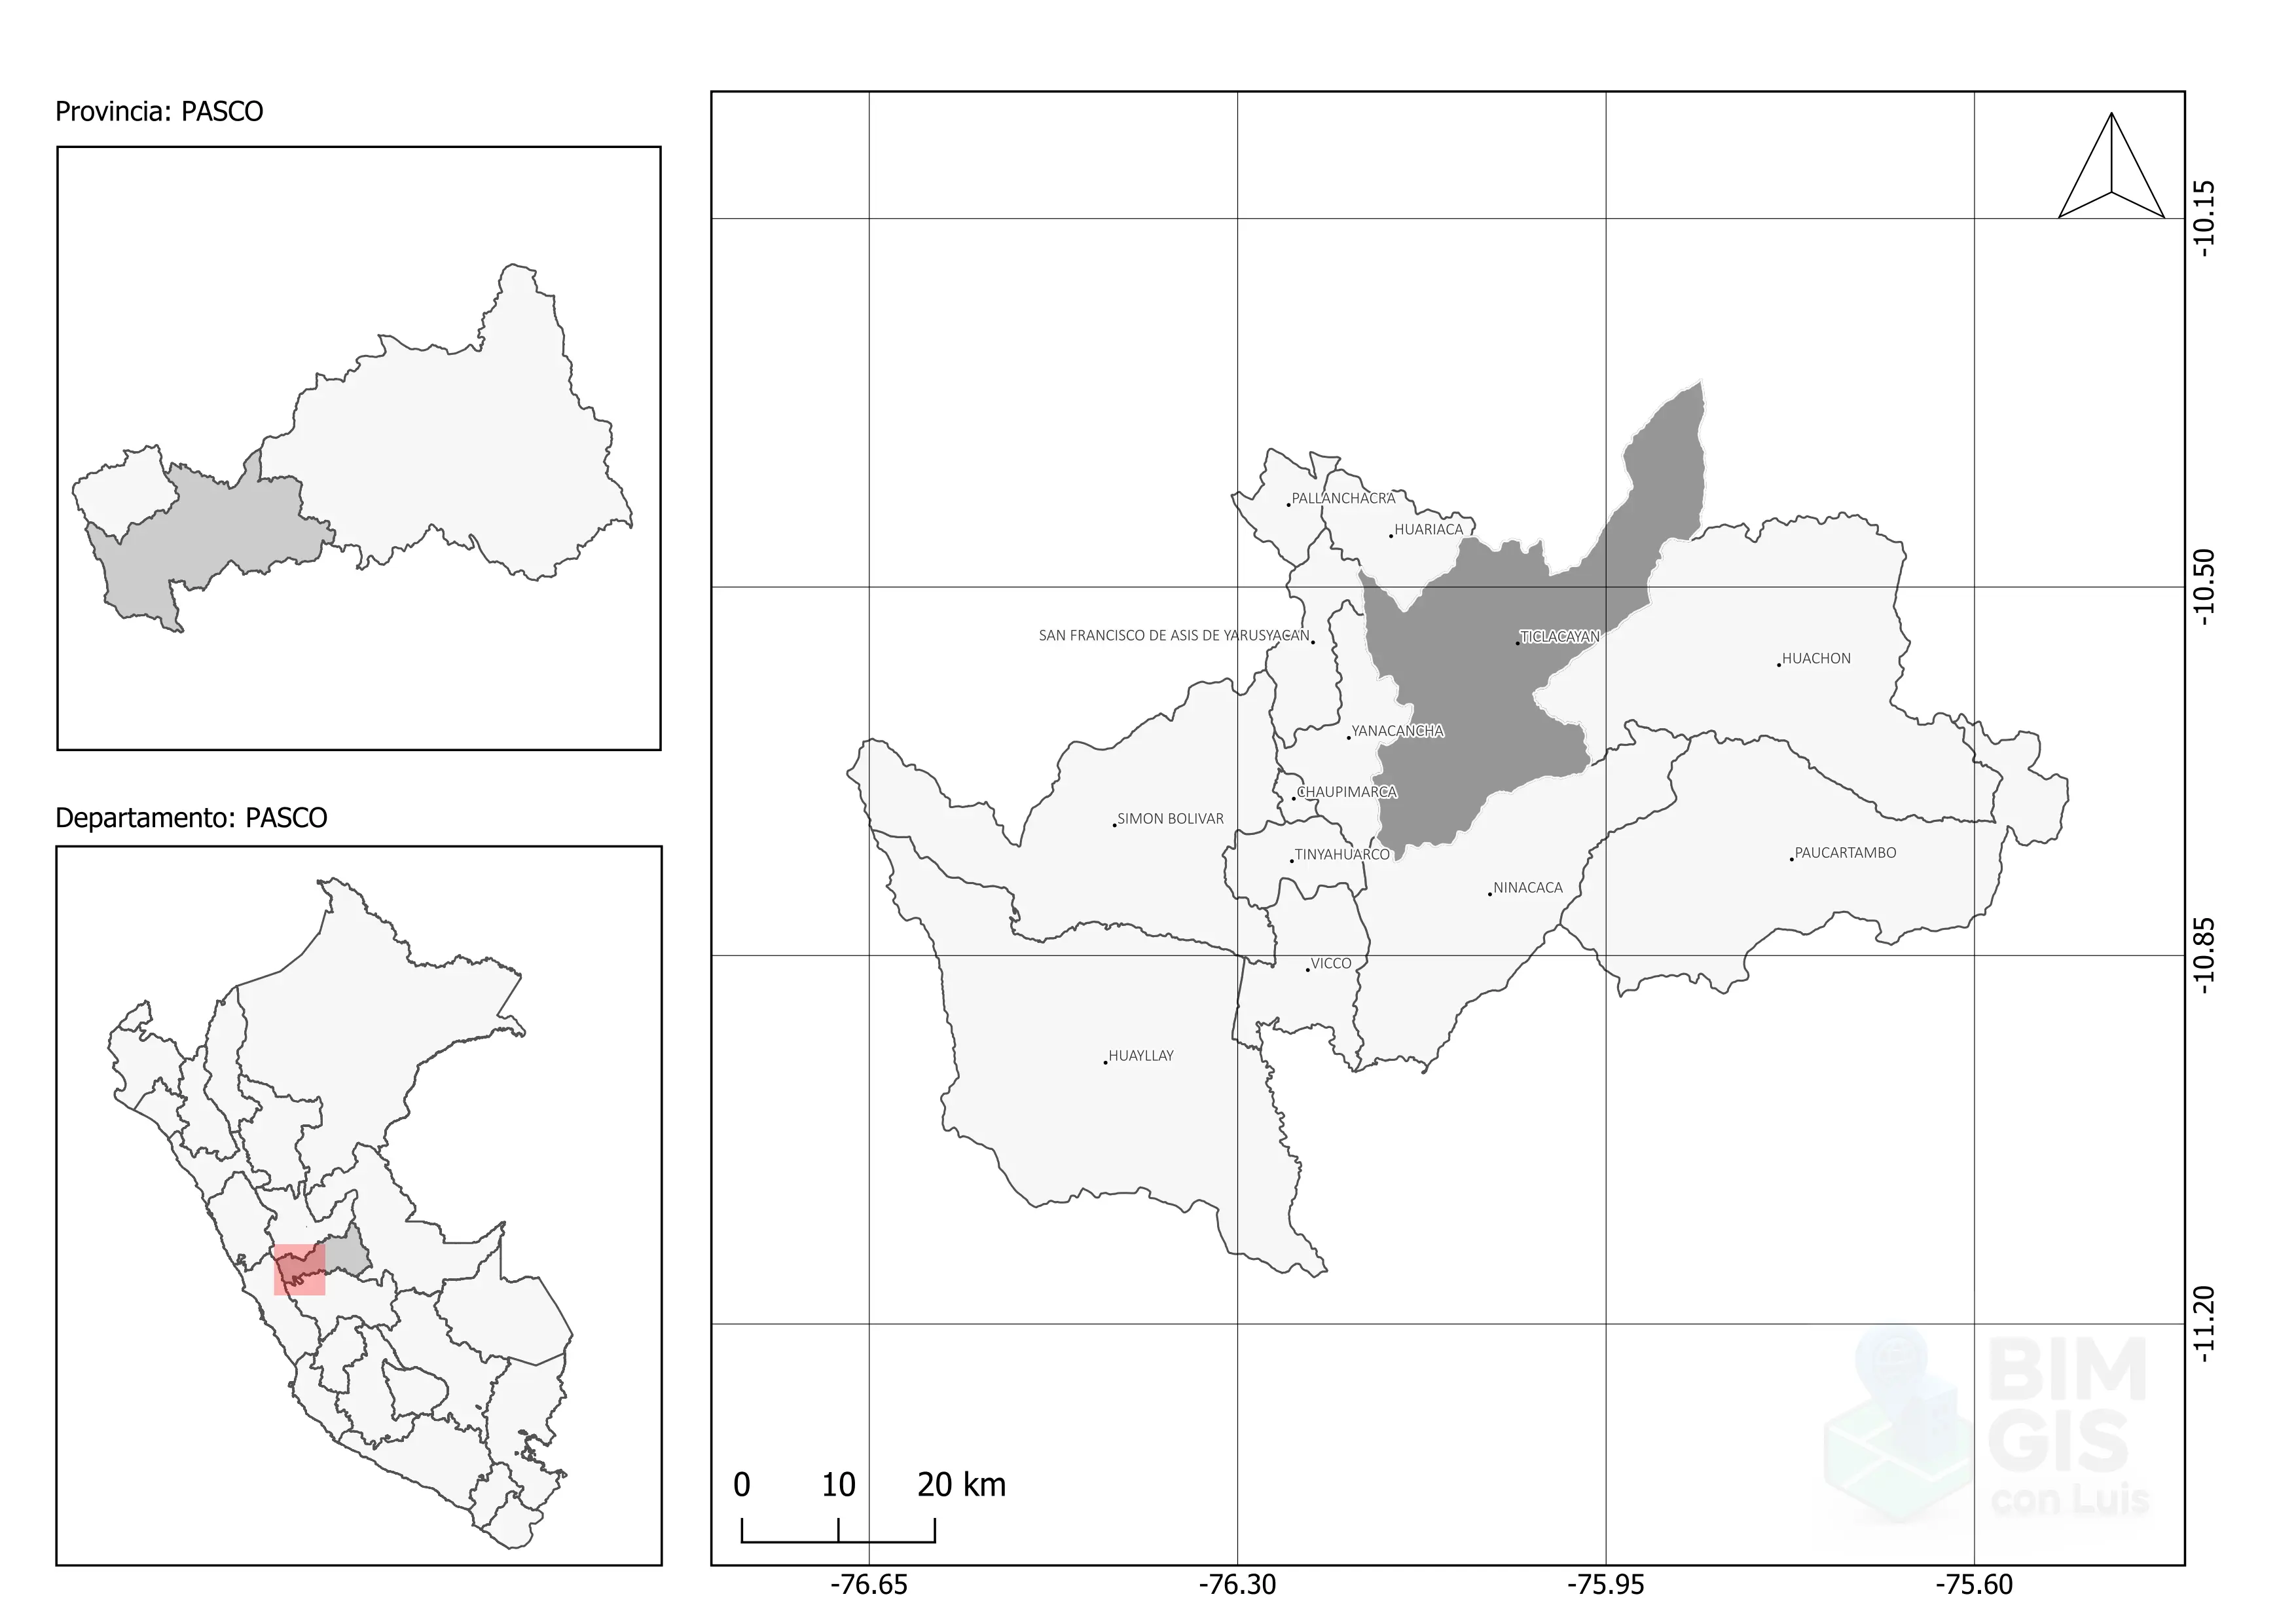 Provincia: PASCO
Departamento: PASCO
-10.15
-10.50
-10.85
-11.20
PALLANCHACRA
HUARIACA
SAN FRANCISCO DE ASIS DE YARUSYACAN
TICLACAYAN
HUACHON
YANACANCHA
CHAUPIMARCA
SIMON BOLIVAR
TINYAHUARCO
PAUCARTAMBO
NINACACA
VICCO
HUAYLLAY
BIM
GIS
con Luis
0 10 20 km
-76.65 -76.30 -75.95 -75.60